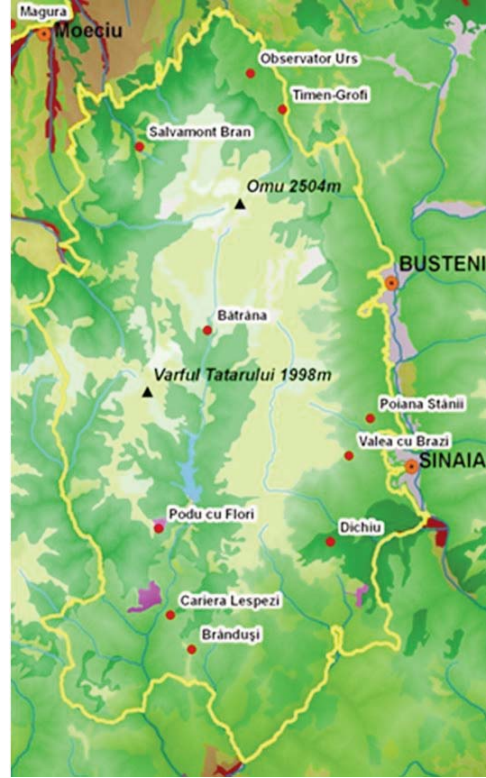 Magura
Moeciu
Observator Urs
Timen-Grofi
Salvamont Bran
Omu 2504m
BUSTENI
Bătrâna
Varful Tatarului 1998m
Poiana Stânii
Valea cu Brazi
SINAIA
Podu cu Flori
Dichiu
Cariera Lespezi
Brânduşi